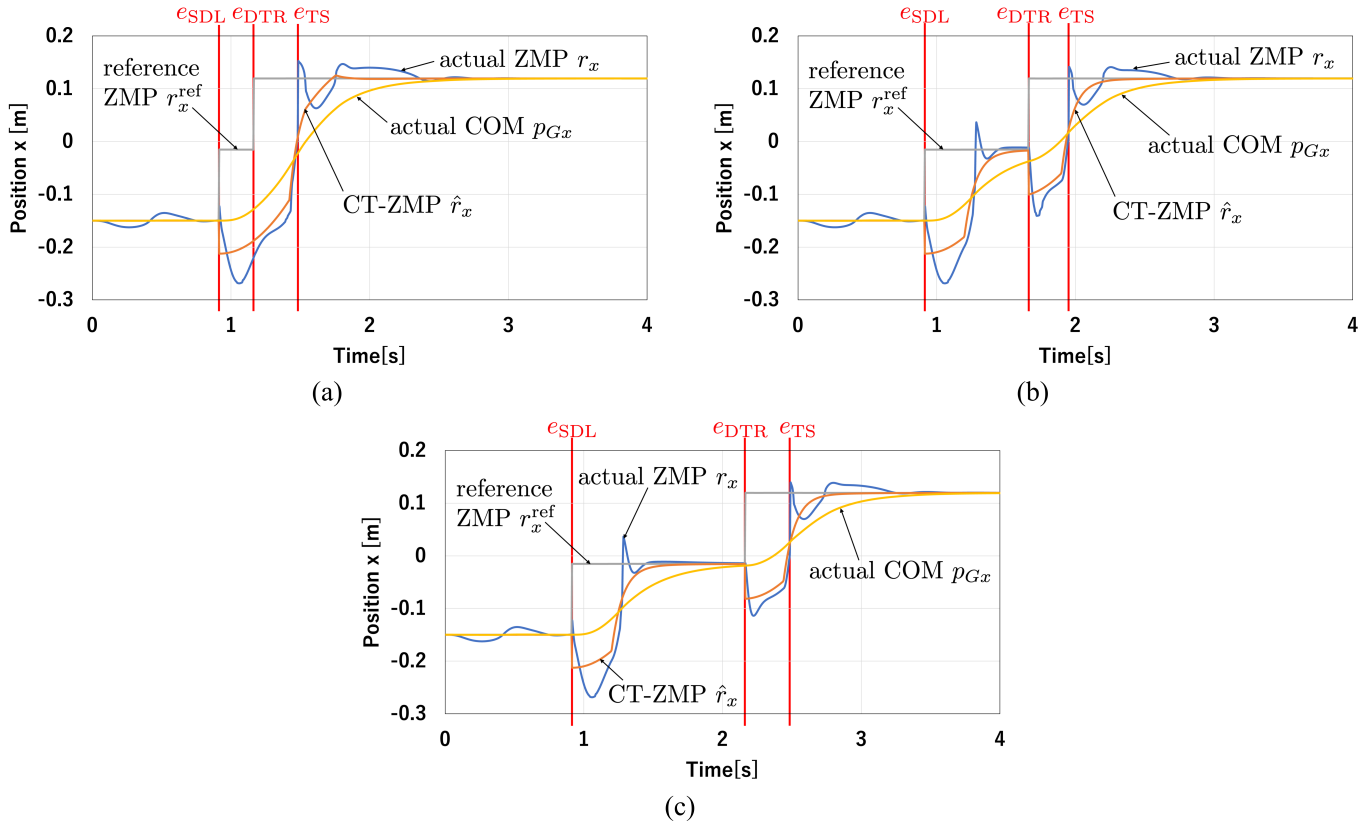 e_SDL e_DTR e_TS
0.2
0.1
0
-0.1
-0.2
-0.3
Position x [m]
reference
ZMP r_x^ref
actual ZMP r_x
actual COM p_Gx
CT-ZMP r̂_x
0 1 2 3 4
Time[s]
(a)
e_SDL e_DTR e_TS
0.2
0.1
0
-0.1
-0.2
-0.3
Position x [m]
reference
ZMP r_x^ref
actual ZMP r_x
actual COM p_Gx
CT-ZMP r̂_x
0 1 2 3 4
Time[s]
(b)
e_SDL e_DTR e_TS
0.2
0.1
0
-0.1
-0.2
-0.3
Position x [m]
actual ZMP r_x
reference
ZMP r_x^ref
actual COM p_Gx
CT-ZMP r̂_x
0 1 2 3 4
Time[s]
(c)